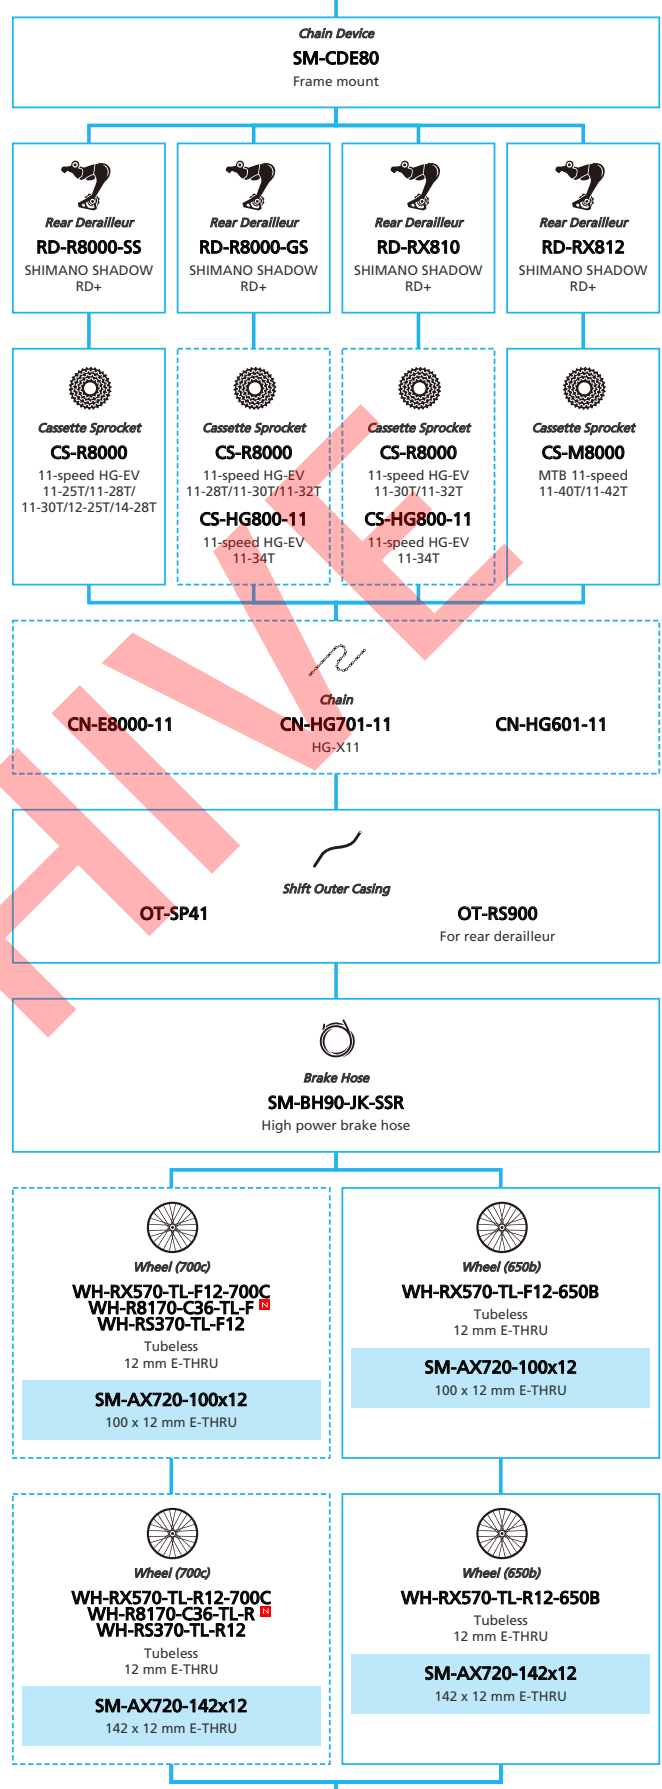 Chain Device
SM-CDE80
Frame mount
Rear Derailleur
RD-R8000-SS
SHIMANO SHADOW
RD+
Rear Derailleur
RD-R8000-GS
SHIMANO SHADOW
RD+
Rear Derailleur
RD-RX810
SHIMANO SHADOW
RD+
Rear Derailleur
RD-RX812
SHIMANO SHADOW
RD+
Cassette Sprocket
CS-R8000
11-speed HG-EV
11-25T/11-28T/
11-30T/12-25T/14-28T
Cassette Sprocket
CS-R8000
11-speed HG-EV
11-28T/11-30T/11-32T
CS-HG800-11
11-speed HG-EV
11-34T
Cassette Sprocket
CS-R8000
11-speed HG-EV
11-30T/11-32T
CS-HG800-11
11-speed HG-EV
11-34T
Cassette Sprocket
CS-M8000
MTB 11-speed
11-40T/11-42T
Chain
CN-E8000-11
CN-HG701-11
HG-X11
CN-HG601-11
Shift Outer Casing
OT-SP41
OT-RS900
For rear derailleur
Brake Hose
SM-BH90-JK-SSR
High power brake hose
Wheel (700c)
WH-RX570-TL-F12-700C
WH-R8170-C36-TL-F N
WH-RS370-TL-F12
Tubeless
12 mm E-THRU
SM-AX720-100x12
100 x 12 mm E-THRU
Wheel (650b)
WH-RX570-TL-F12-650B
Tubeless
12 mm E-THRU
SM-AX720-100x12
100 x 12 mm E-THRU
Wheel (700c)
WH-RX570-TL-R12-700C
WH-R8170-C36-TL-R N
WH-RS370-TL-R12
Tubeless
12 mm E-THRU
SM-AX720-142x12
142 x 12 mm E-THRU
Wheel (650b)
WH-RX570-TL-R12-650B
Tubeless
12 mm E-THRU
SM-AX720-142x12
142 x 12 mm E-THRU
HIVE